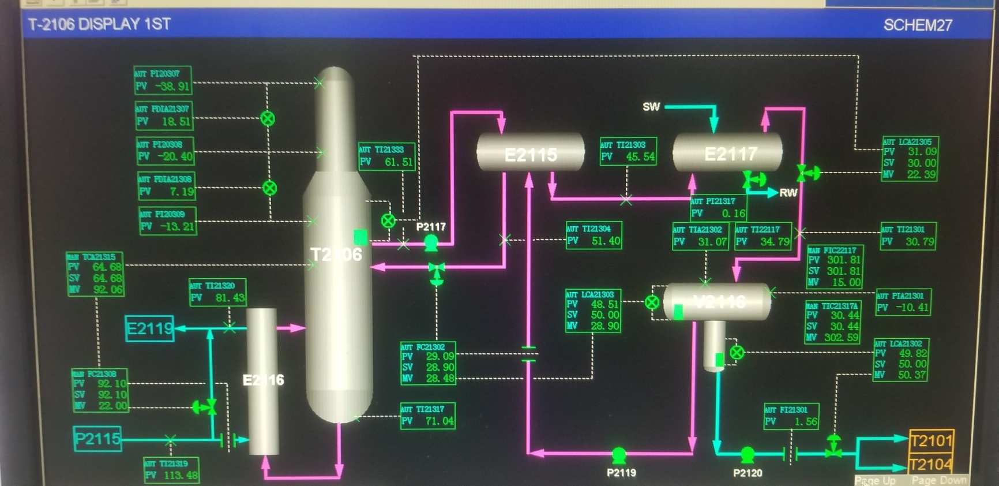 T-2106 DISPLAY 1ST
SCHEM27
AUT PI20307
PV -38.91
AUT PDIA21307
PV 18.51
AUT PI20308
PV -20.40
AUT PDIA21308
PV 7.19
AUT PI20309
PV -13.21
MAN TCA21315
PV 64.68
SV 64.68
MV 92.06
AUT TI21320
PV 81.43
E2119
MAN FC21308
PV 92.10
SV 92.10
MV 22.00
P2115
AUT TI21319
PV 113.48
E2116
T2106
AUT TI21333
PV 61.51
P2117
AUT FC21302
PV 29.09
SV 28.90
MV 28.48
AUT TI21317
PV 71.04
E2115
AUT TI21303
PV 45.54
SW
E2117
RW
AUT PI21317
PV 0.16
AUT TI21304
PV 51.40
AUT TIA21302
PV 31.07
AUT TI22117
PV 34.79
AUT LCA21305
PV 31.09
SV 30.00
MV 22.39
AUT TI21301
PV 30.79
MAN FIC22117
PV 301.81
SV 301.81
MV 15.00
AUT LCA21303
PV 48.51
SV 50.00
MV 28.90
V2116
AUT PIA21301
PV -10.41
MAN TIC21317A
PV 30.44
SV 30.44
MV 302.59
AUT LCA21302
PV 49.82
SV 50.00
MV 50.37
AUT FI21301
PV 1.56
P2119
P2120
T2101
T2104
Page Up Page Down